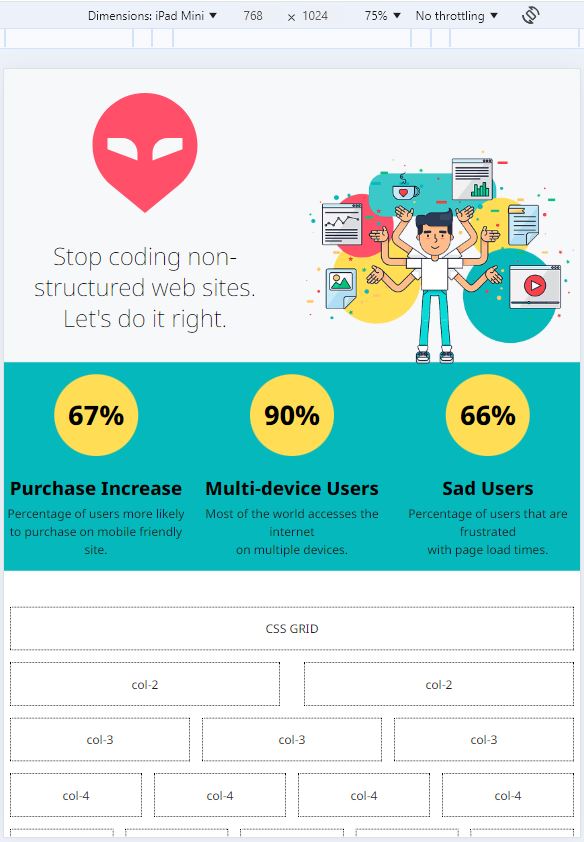 Dimensions: iPad Mini 768 × 1024 75% No throttling
Stop coding non-
structured web sites.
Let's do it right.
67%
Purchase Increase
Percentage of users more likely
to purchase on mobile friendly
site.
90%
Multi-device Users
Most of the world accesses the
internet
on multiple devices.
66%
Sad Users
Percentage of users that are
frustrated
with page load times.
CSS GRID
col-2 col-2
col-3 col-3 col-3
col-4 col-4 col-4 col-4